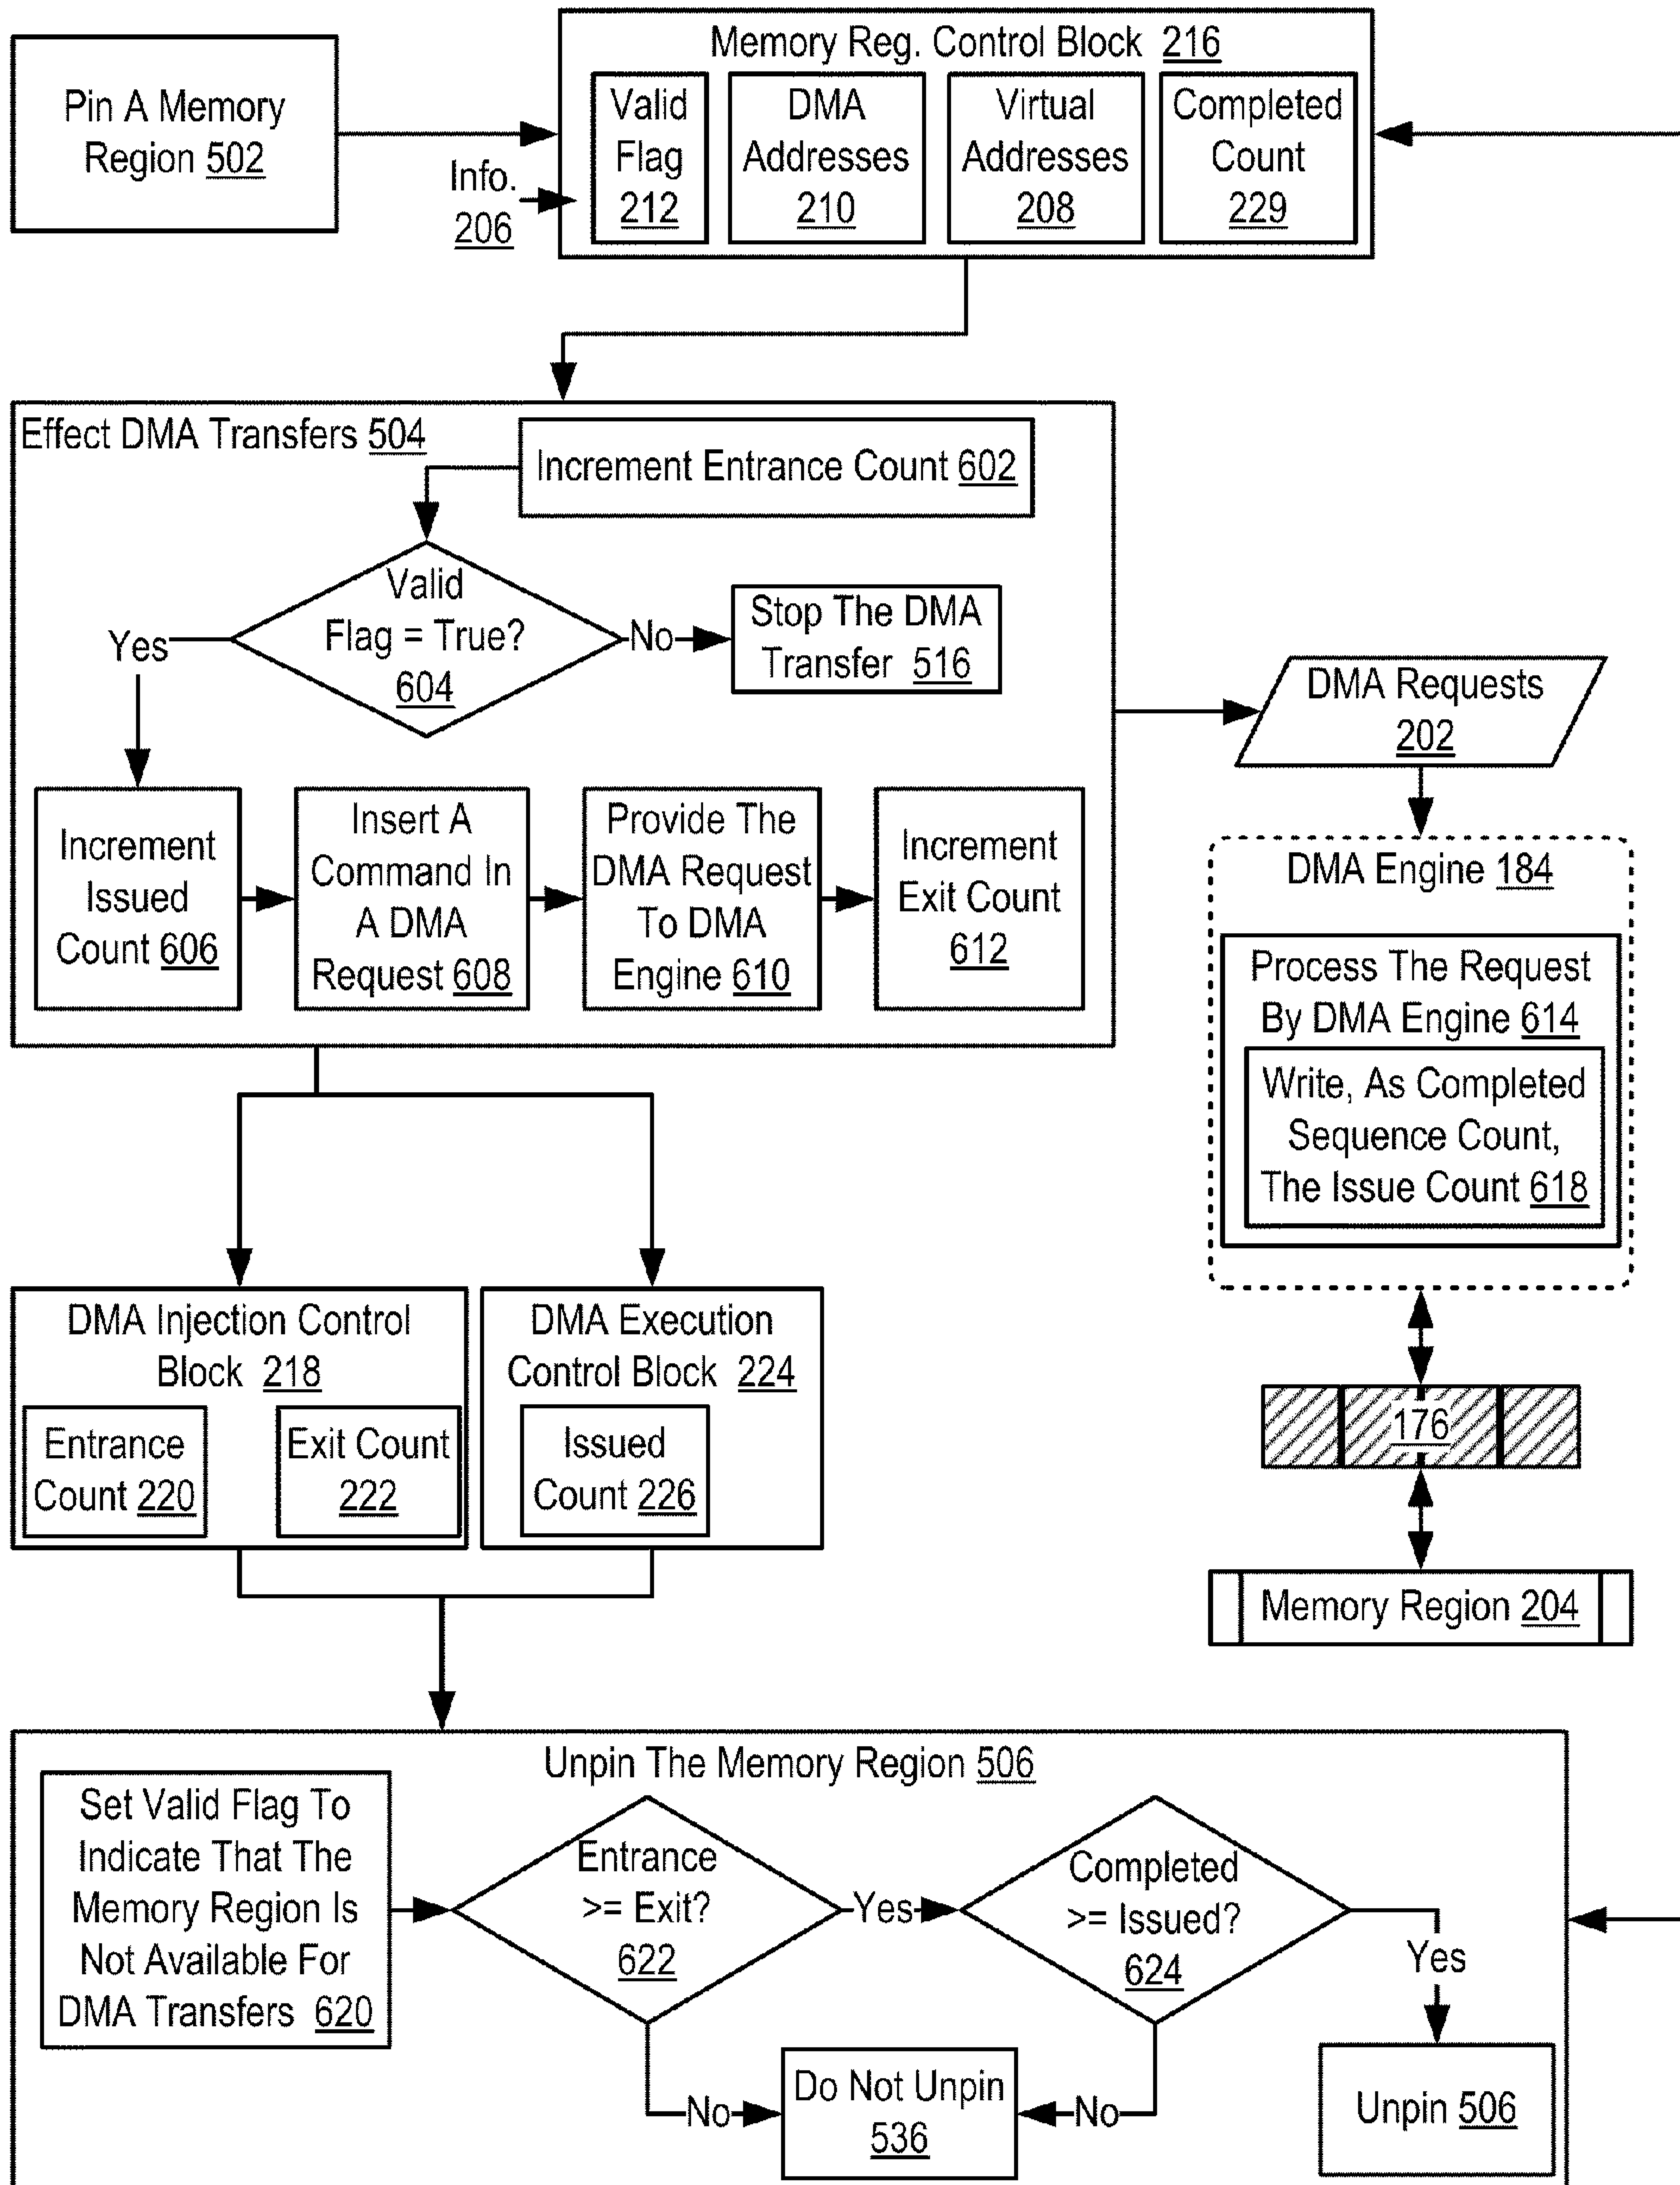 Pin A Memory
Region 502
Memory Reg. Control Block 216
Info.
206
Valid
Flag
212
DMA
Addresses
210
Virtual
Addresses
208
Completed
Count
229
Effect DMA Transfers 504
Increment Entrance Count 602
Valid
Flag = True?
604
Yes
No
Stop The DMA
Transfer 516
Increment
Issued
Count 606
Insert A
Command In
A DMA
Request 608
Provide The
DMA Request
To DMA
Engine 610
Increment
Exit Count
612
DMA Requests
202
DMA Engine 184
Process The Request
By DMA Engine 614
Write, As Completed
Sequence Count,
The Issue Count 618
176
Memory Region 204
DMA Injection Control
Block 218
Entrance
Count 220
Exit Count
222
DMA Execution
Control Block 224
Issued
Count 226
Unpin The Memory Region 506
Set Valid Flag To
Indicate That The
Memory Region Is
Not Available For
DMA Transfers 620
Entrance
>= Exit?
622
Yes
Completed
>= Issued?
624
Yes
No
Do Not Unpin
536
No
Unpin 506